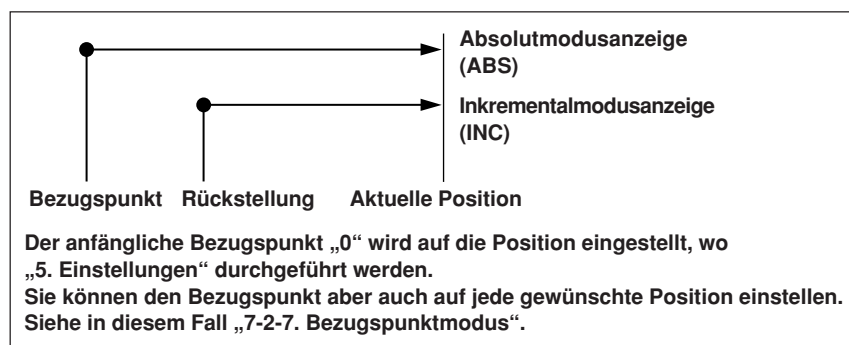 Absolutmodusanzeige
(ABS)
Inkrementalmodusanzeige
(INC)
Bezugspunkt Rückstellung Aktuelle Position
Der anfängliche Bezugspunkt „0“ wird auf die Position eingestellt, wo
„5. Einstellungen“ durchgeführt werden.
Sie können den Bezugspunkt aber auch auf jede gewünschte Position einstellen.
Siehe in diesem Fall „7-2-7. Bezugspunktmodus“.